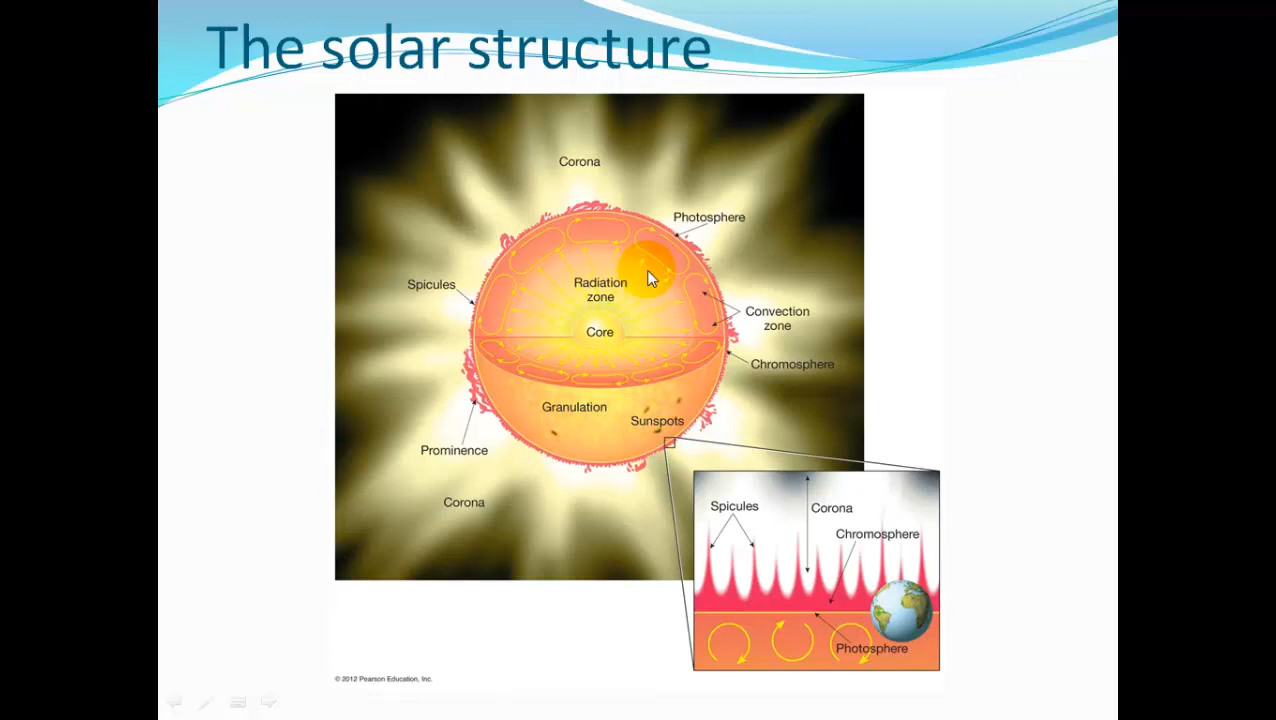 The solar structure
Corona
Photosphere
Spicules
Radiation
zone
Convection
zone
Core
Chromosphere
Granulation
Sunspots
Prominence
Corona
Spicules
Corona
Chromosphere
Photosphere
© 2012 Pearson Education, Inc.